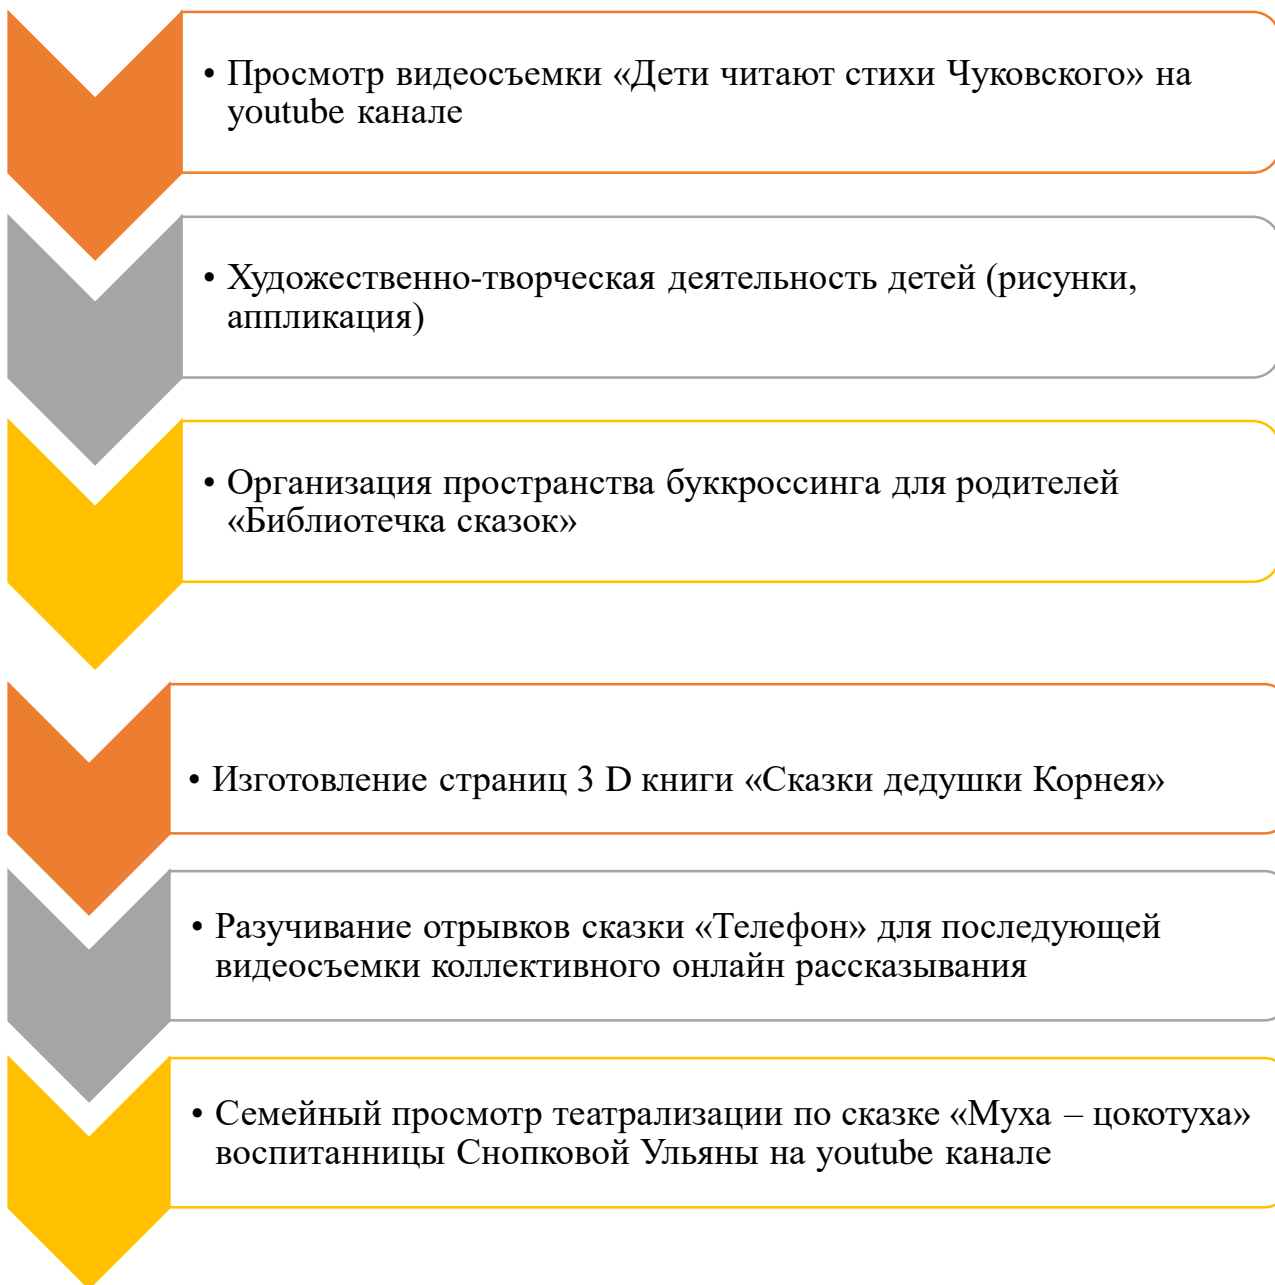 • Просмотр видеосъемки «Дети читают стихи Чуковского» на
youtube канале
• Художественно-творческая деятельность детей (рисунки,
аппликация)
• Организация пространства буккроссинга для родителей
«Библиотечка сказок»
• Изготовление страниц 3 D книги «Сказки дедушки Корнея»
• Разучивание отрывков сказки «Телефон» для последующей
видеосъемки коллективного онлайн рассказывания
• Семейный просмотр театрализации по сказке «Муха – цокотуха»
воспитанницы Снопковой Ульяны на youtube канале